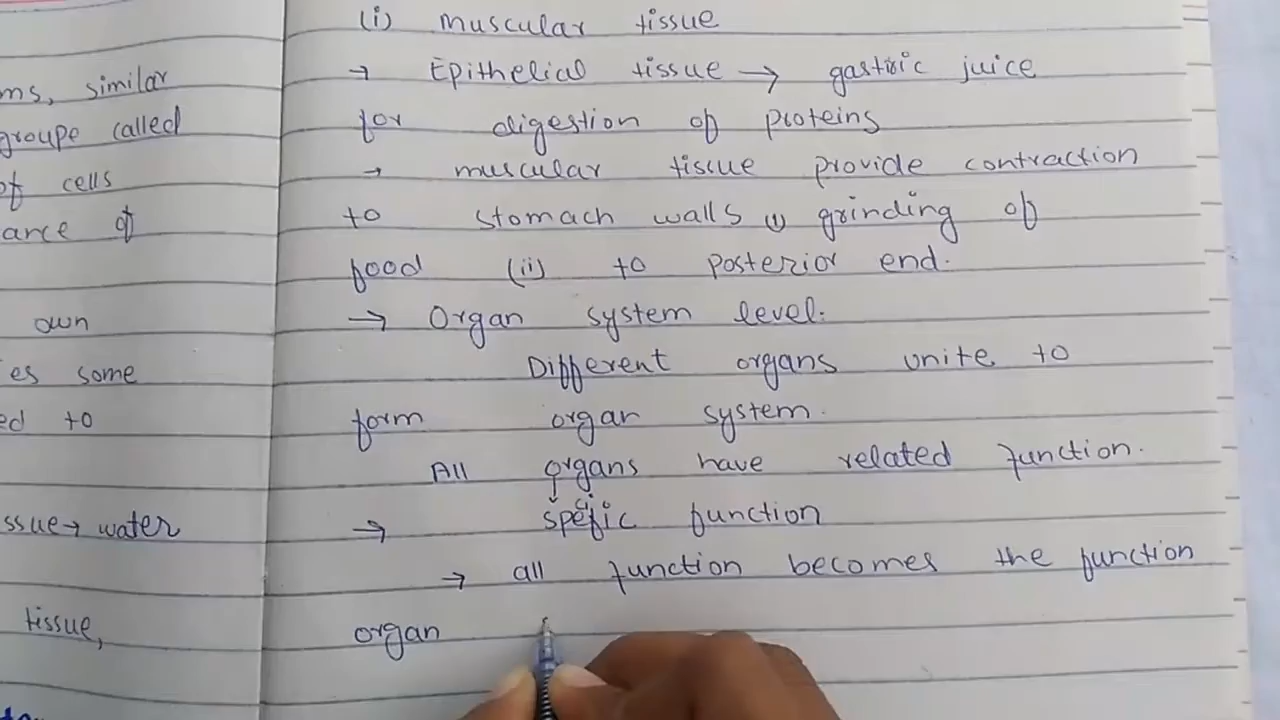 ms, similar
groupe called
of cells
ance of
own
es some
ed to
ssue → water
tissue,
(i) muscular tissue
→ Epithelial tissue → gastric juice
for digestion of proteins
→ muscular tissue provide contraction
to stomach walls (i) grinding of
food (ii) to posterior end.
→ Organ system level:
Different organs unite to
form organ system.
All organs have related function.
→ spefic function
ci
→ all function becomes the function
organ